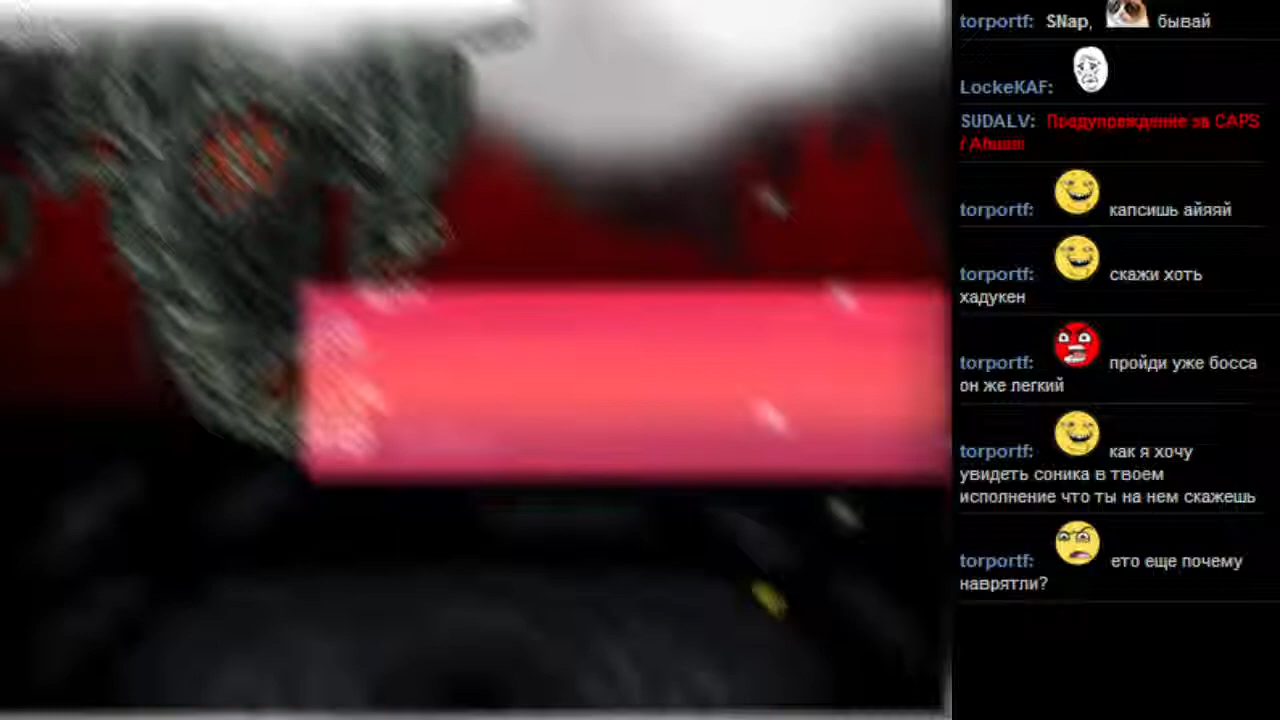 torportf: SNap, бывай
LockeKAF:
SUDALV: Предупреждение за CAPS
/ Abuse!
torportf: капсишь айяяй
torportf: скажи хоть
хадукен
torportf: пройди уже босса
он же легкий
torportf: как я хочу
увидеть соника в твоем
исполнение что ты на нем скажешь
torportf: ето еще почему
наврятли?